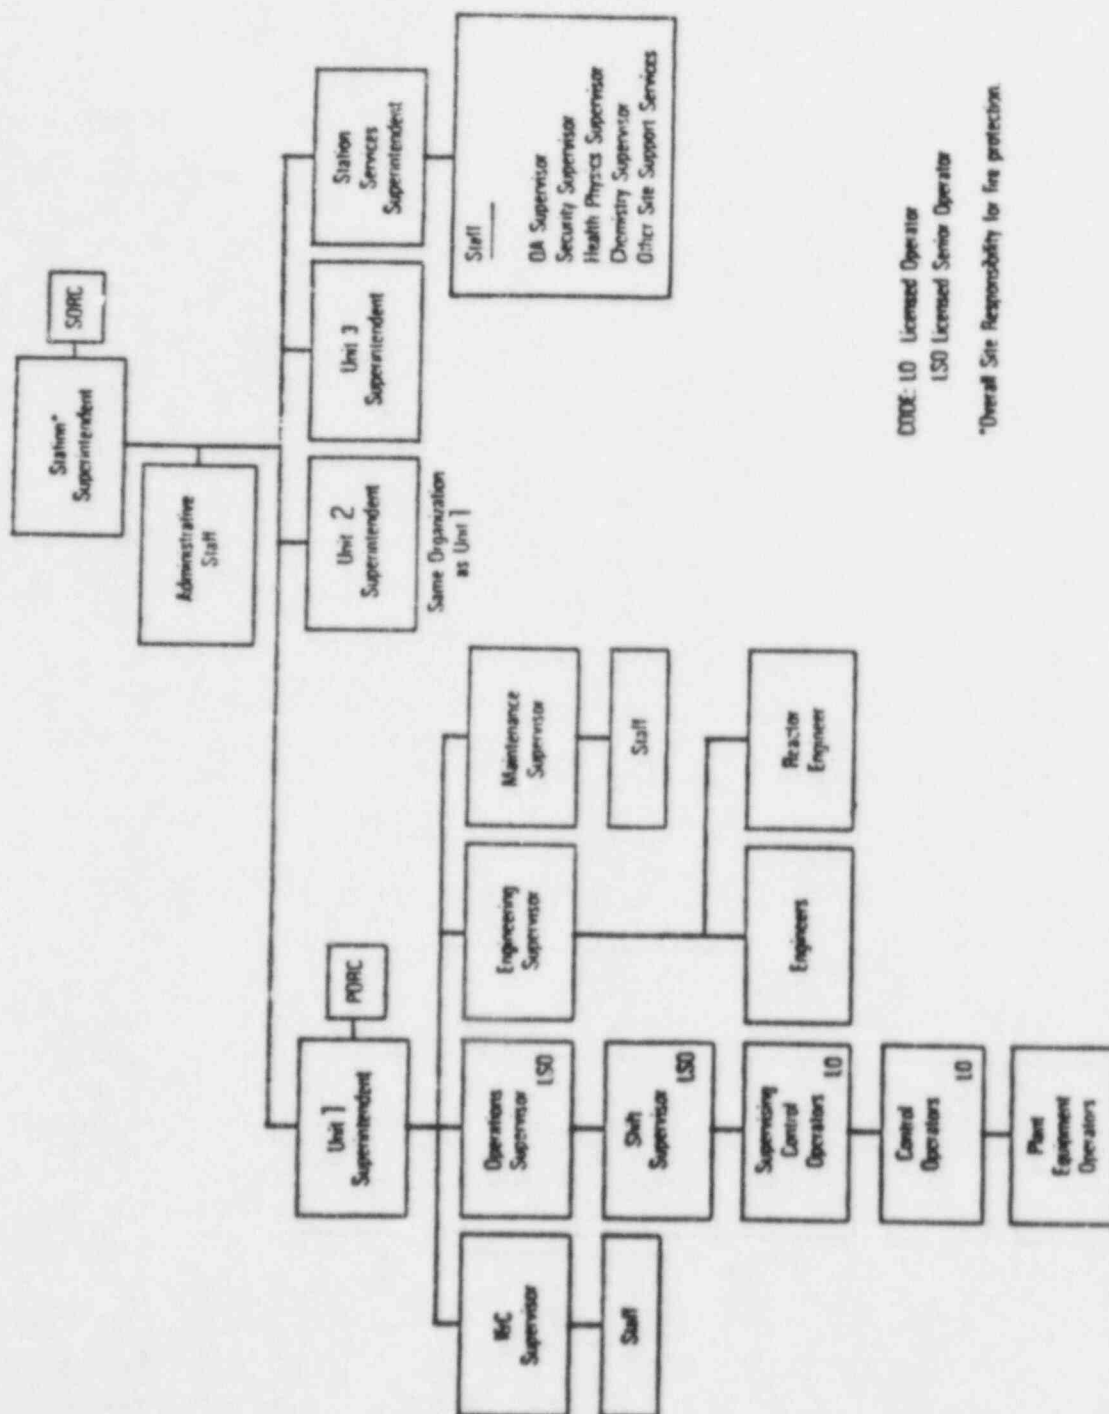 Station*
Superintendent
SORC
Administrative
Staff
Unit 1
Superintendent
PORC
Unit 2
Superintendent
Same Organization
as Unit 1
Unit 3
Superintendent
Station
Services
Superintendent
Staff
QA Supervisor
Security Supervisor
Health Physics Supervisor
Chemistry Supervisor
Other Site Support Services
I&C
Supervisor
Staff
Operations
Supervisor
LSO
Shift
Supervisor
LSO
Supervising
Control
Operators
LO
Control
Operators
LO
Plant
Equipment
Operators
Engineering
Supervisor
Engineers
Reactor
Engineer
Maintenance
Supervisor
Staff
CODE: LO Licensed Operator
LSO Licensed Senior Operator
*Overall Site Responsibility for fire protection.